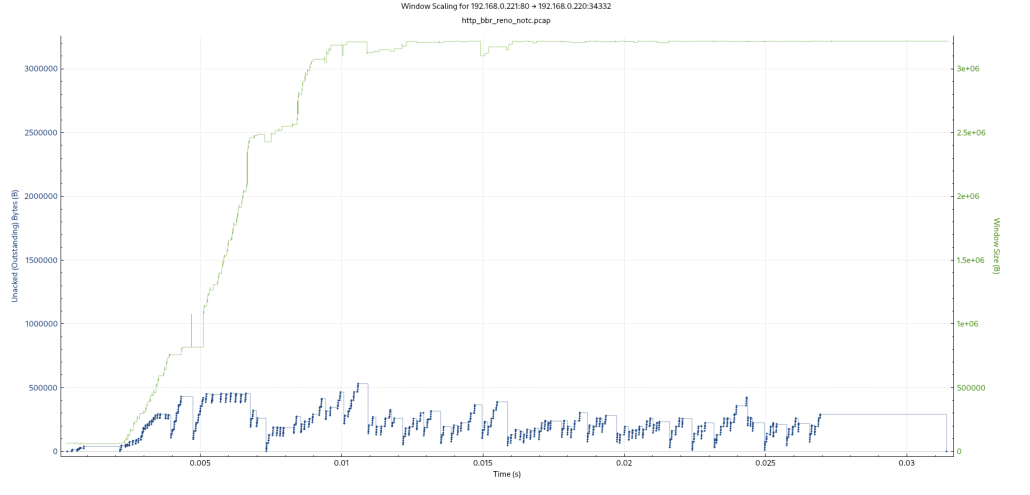 Window Scaling for 192.168.0.221:80 → 192.168.0.220:34332
http_bbr_reno_notc.pcap
3000000
2500000
2000000
1500000
1000000
500000
0
Unacked (Outstanding) Bytes (B)
3e+06
2.5e+06
2e+06
1.5e+06
1e+06
500000
0
Window Size (B)
0.005
0.01
0.015
0.02
0.025
0.03
Time (s)